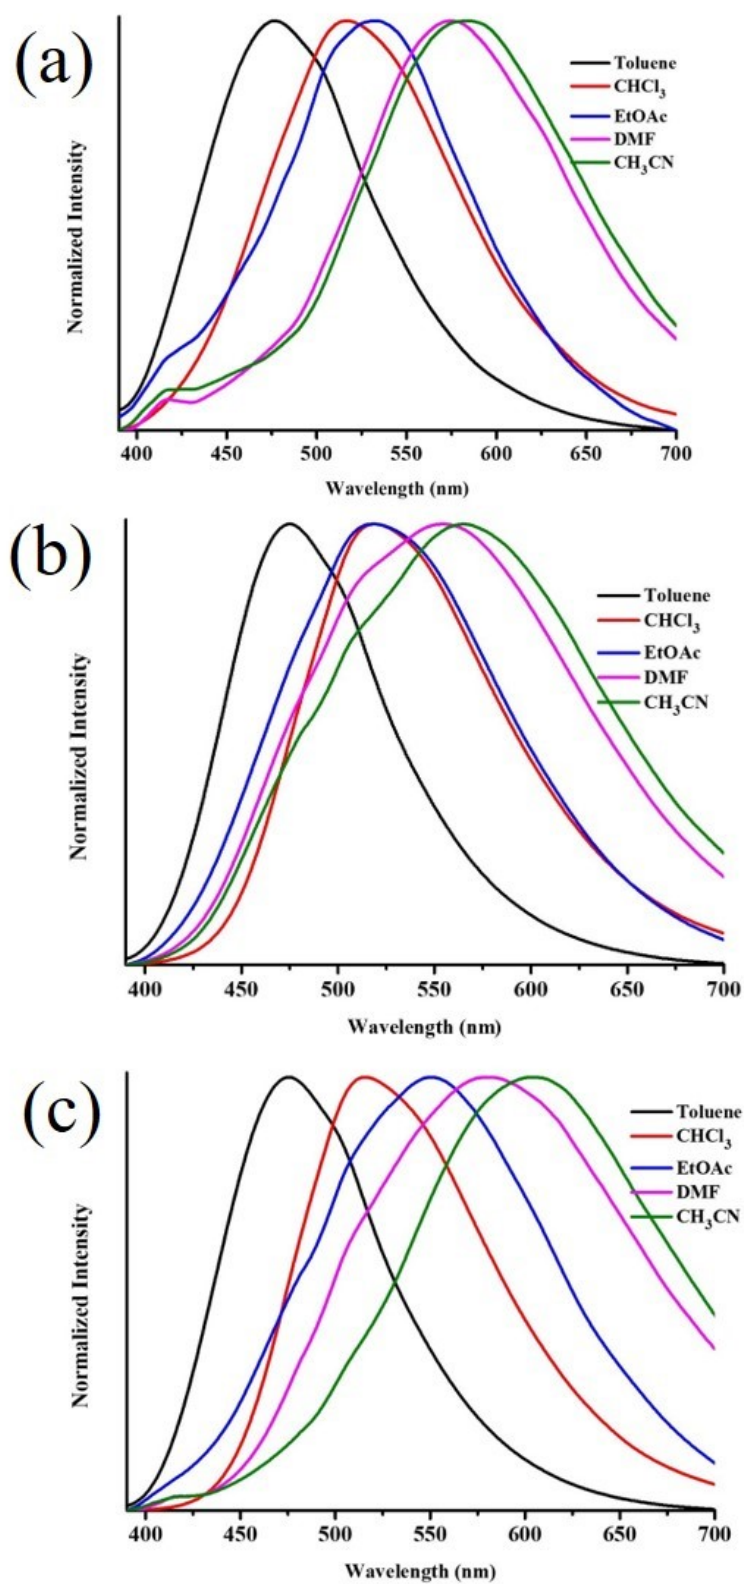 (a)
Normalized Intensity
Toluene
CHCl₃
EtOAc
DMF
CH₃CN
400 450 500 550 600 650 700
Wavelength (nm)
(b)
Normalized Intensity
Toluene
CHCl₃
EtOAc
DMF
CH₃CN
400 450 500 550 600 650 700
Wavelength (nm)
(c)
Normalized Intensity
Toluene
CHCl₃
EtOAc
DMF
CH₃CN
400 450 500 550 600 650 700
Wavelength (nm)